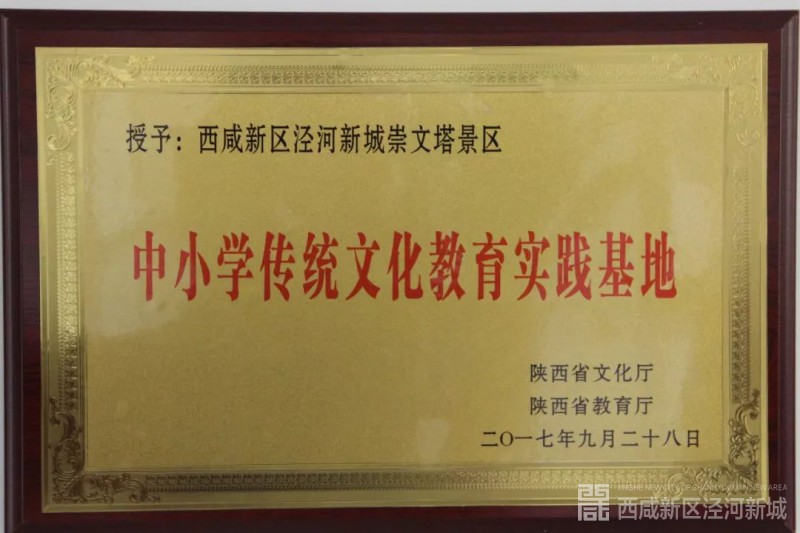 授予：西咸新区泾河新城崇文塔景区
中小学传统文化教育实践基地
陕西省文化厅
陕西省教育厅
二〇一七年九月二十八日
西咸新区泾河新城